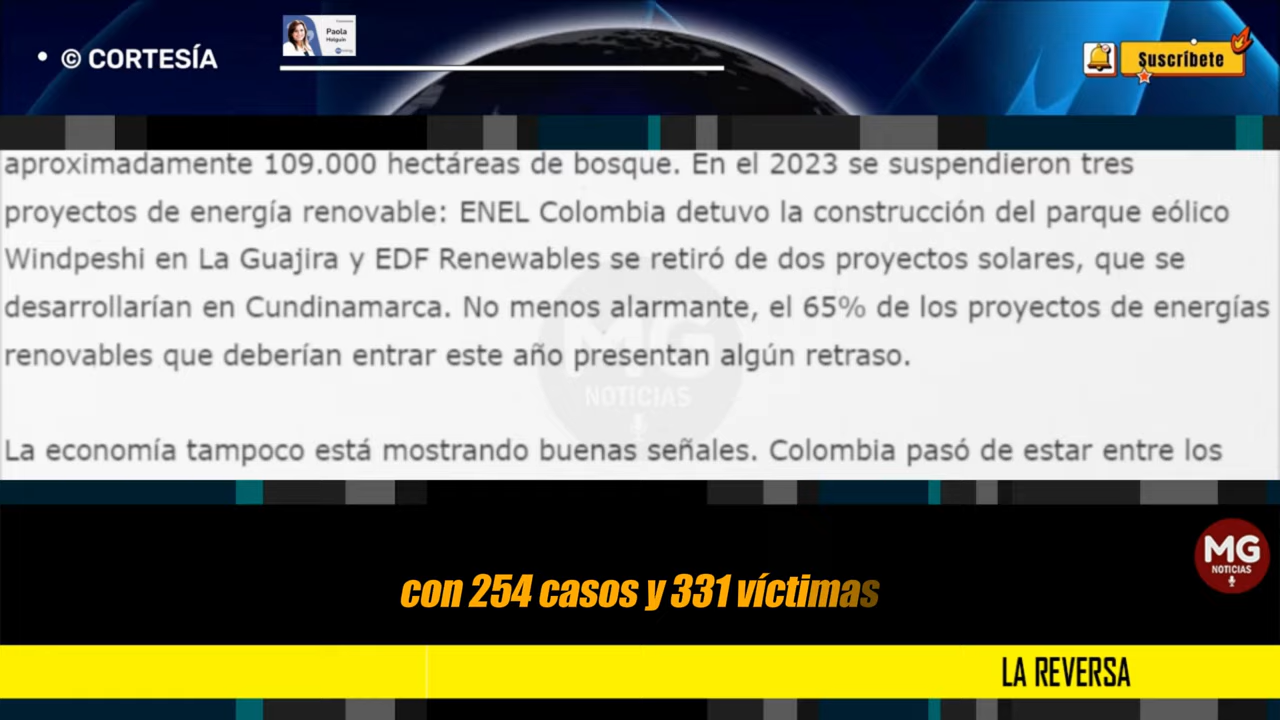 • © CORTESÍA
Paola
Holguín
Suscríbete
aproximadamente 109.000 hectáreas de bosque. En el 2023 se suspendieron tres
proyectos de energía renovable: ENEL Colombia detuvo la construcción del parque eólico
Windpeshi en La Guajira y EDF Renewables se retiró de dos proyectos solares, que se
desarrollarían en Cundinamarca. No menos alarmante, el 65% de los proyectos de energías
renovables que deberían entrar este año presentan algún retraso.
MG
NOTICIAS
La economía tampoco está mostrando buenas señales. Colombia pasó de estar entre los
MG
NOTICIAS
con 254 casos y 331 víctimas
LA REVERSA